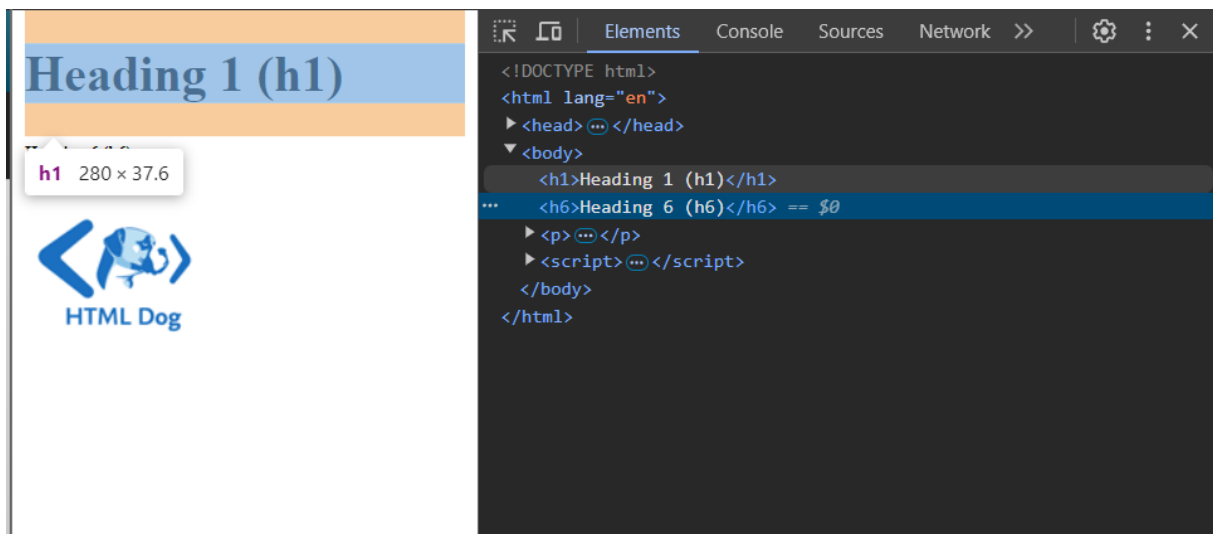 Heading 1 (h1)
h1 280 × 37.6
HTML Dog
Elements Console Sources Network
<!DOCTYPE html>
<html lang="en">
<head>…</head>
<body>
<h1>Heading 1 (h1)</h1>
… <h6>Heading 6 (h6)</h6> == $0
<p>…</p>
<script>…</script>
</body>
</html>